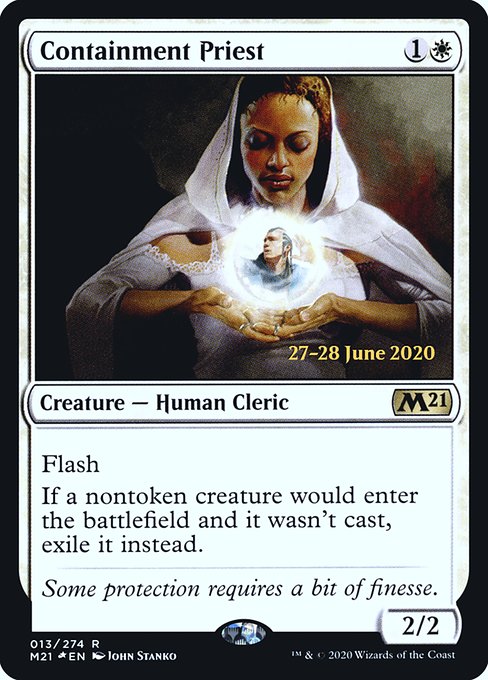 Containment Priest 1
27–28 June 2020
Creature — Human Cleric M21
Flash
If a nontoken creature would enter
the battlefield and it wasn't cast,
exile it instead.
Some protection requires a bit of finesse.
2/2
013/274 R
M21 ★ EN John Stanko ™ & © 2020 Wizards of the Coast